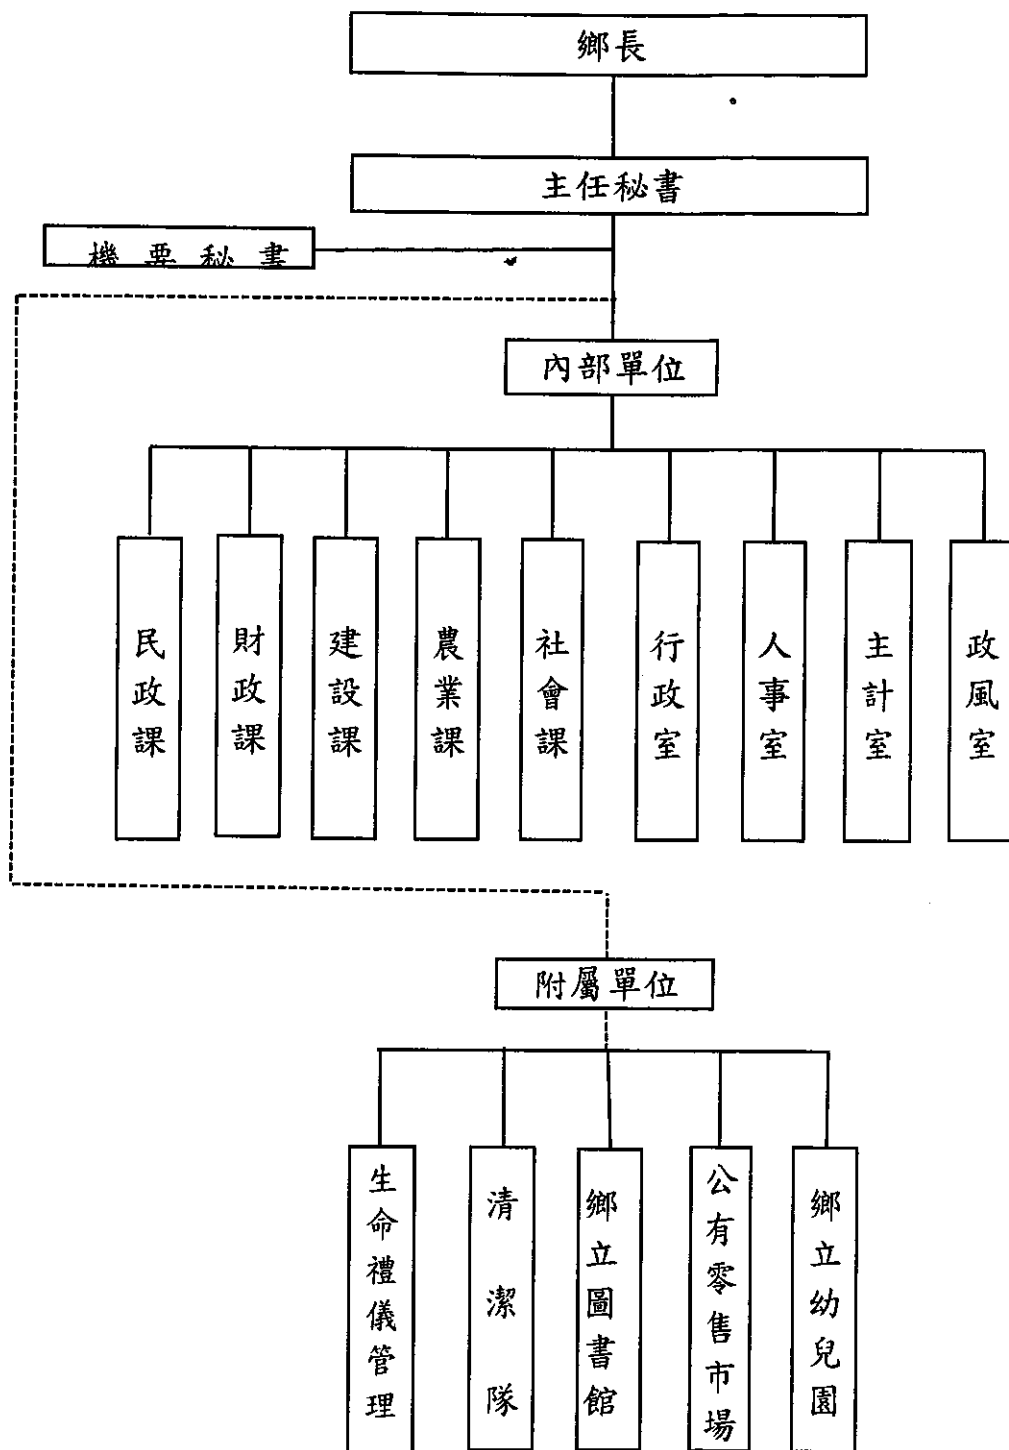 鄉長
主任秘書
機要秘書
內部單位
民政課
財政課
建設課
農業課
社會課
行政室
人事室
主計室
政風室
附屬單位
生命禮儀管理
清潔隊
鄉立圖書館
公有零售市場
鄉立幼兒園